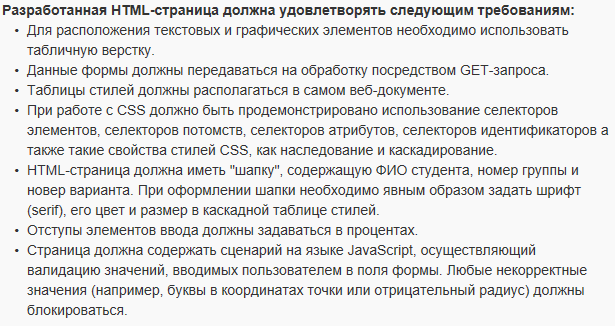 Разработанная HTML-страница должна удовлетворять следующим требованиям:
• Для расположения текстовых и графических элементов необходимо использовать
табличную верстку.
• Данные формы должны передаваться на обработку посредством GET-запроса.
• Таблицы стилей должны располагаться в самом веб-документе.
• При работе с CSS должно быть продемонстрировано использование селекторов
элементов, селекторов потомств, селекторов атрибутов, селекторов идентификаторов а
также такие свойства стилей CSS, как наследование и каскадирование.
• HTML-страница должна иметь "шапку", содержащую ФИО студента, номер группы и
новер варианта. При оформлении шапки необходимо явным образом задать шрифт
(serif), его цвет и размер в каскадной таблице стилей.
• Отступы элементов ввода должны задаваться в процентах.
• Страница должна содержать сценарий на языке JavaScript, осуществляющий
валидацию значений, вводимых пользователем в поля формы. Любые некорректные
значения (например, буквы в координатах точки или отрицательный радиус) должны
блокироваться.